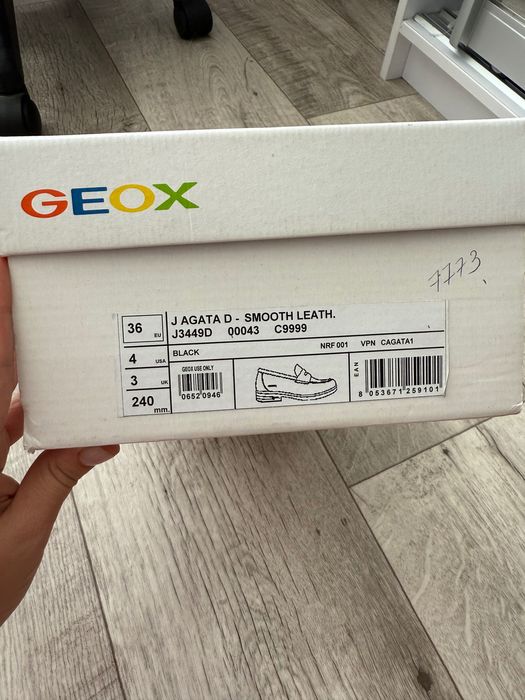 GEOX
7773
36 EU
J AGATA D - SMOOTH LEATH.
J3449D 00043 C9999
4 USA
BLACK
NRF 001 VPN CAGATA1
3 UK
GEOX USE ONLY
0652 0946
EAN
8 053671 259101
240 mm.